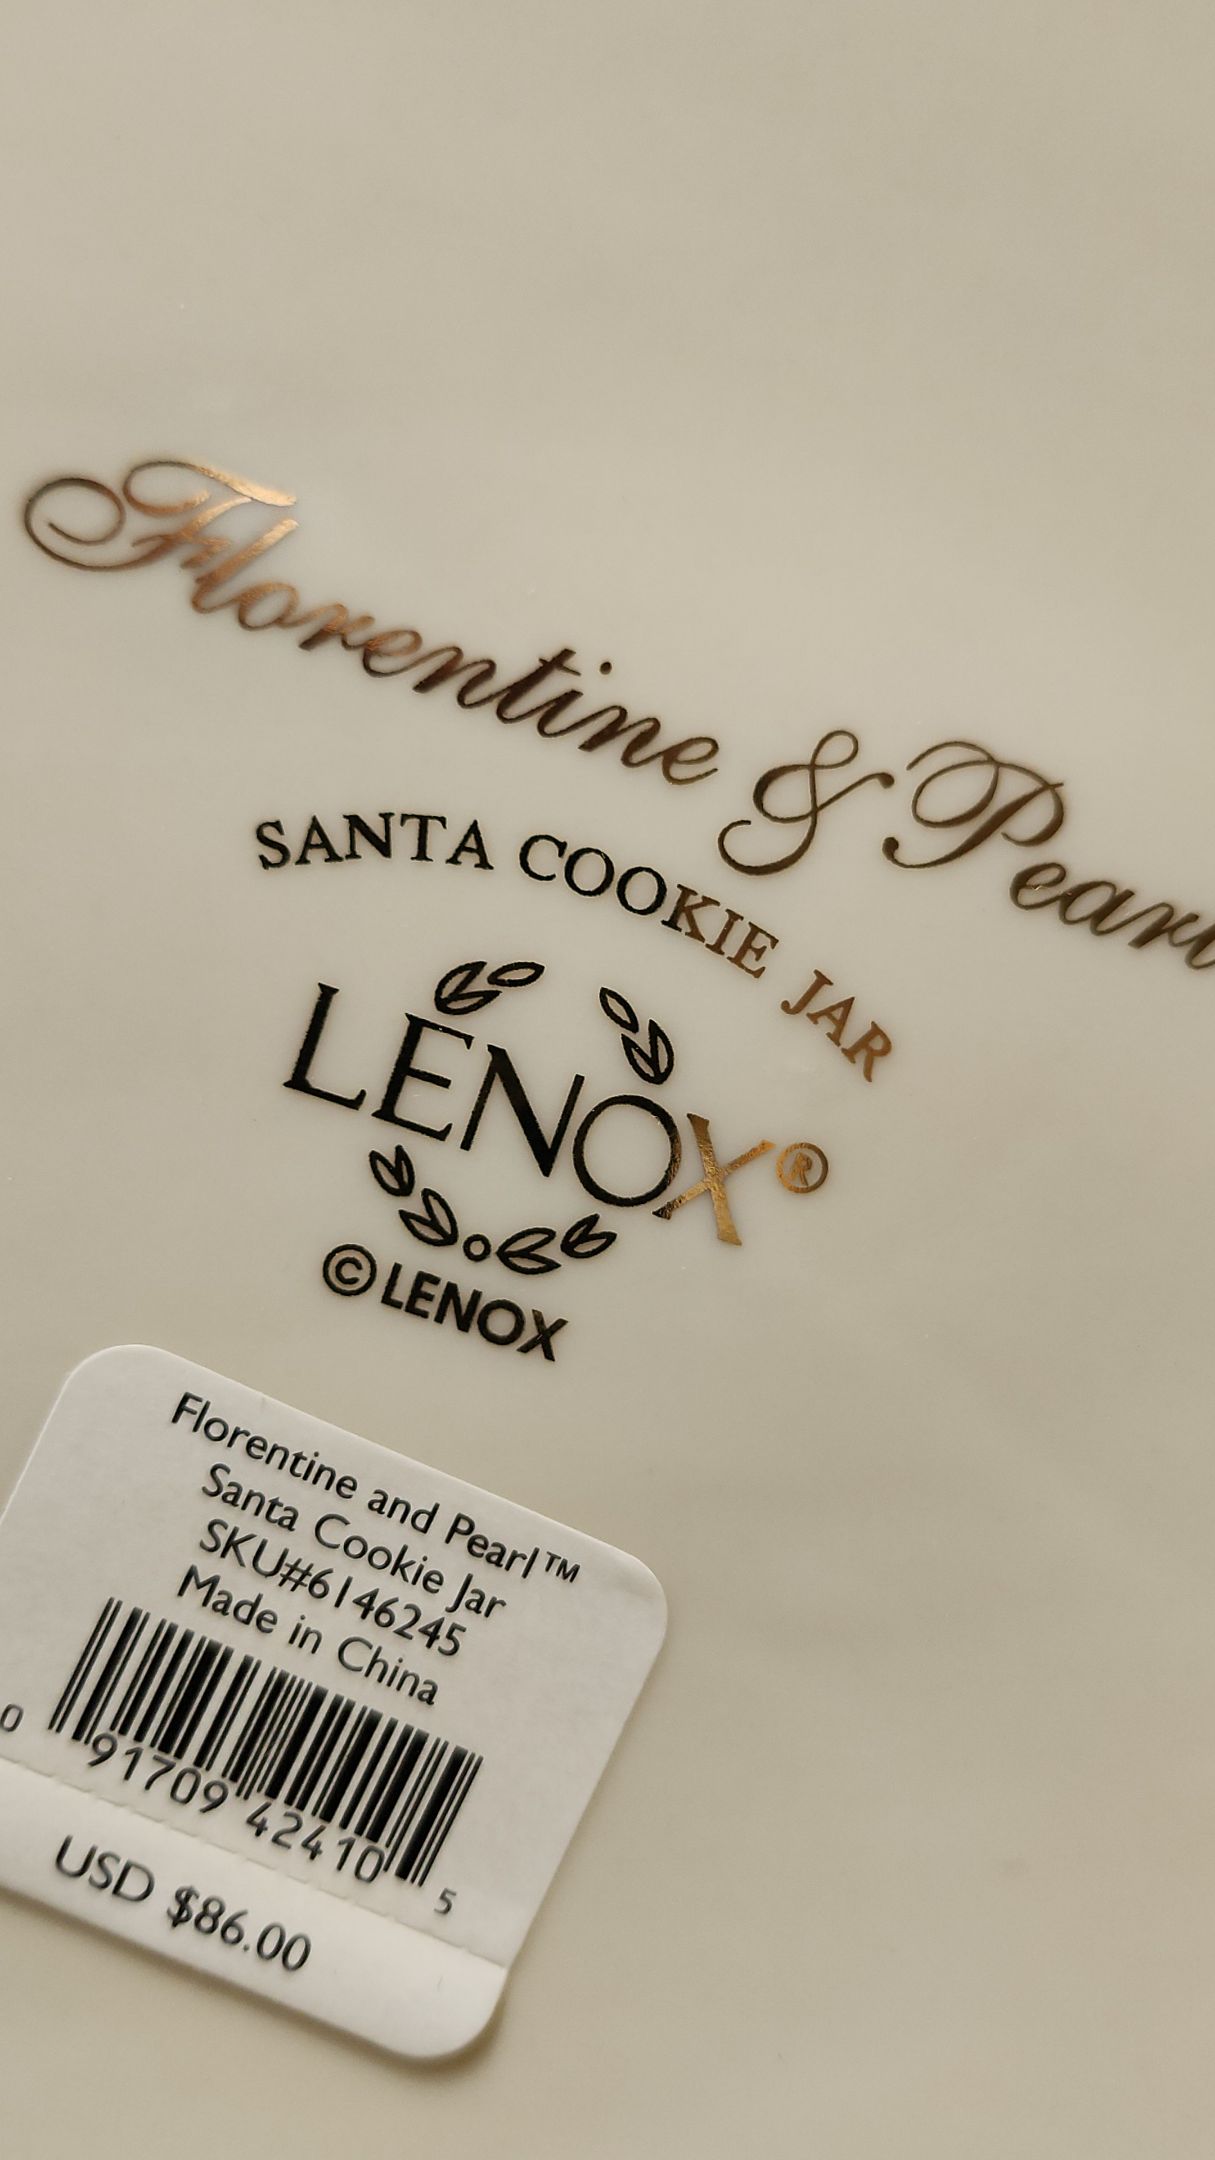 Florentine & Pearl
SANTA COOKIE JAR
LENOX®
©LENOX
Florentine and Pearl™
Santa Cookie Jar
SKU#6146245
Made in China
0 91709 42410 5
USD $86.00